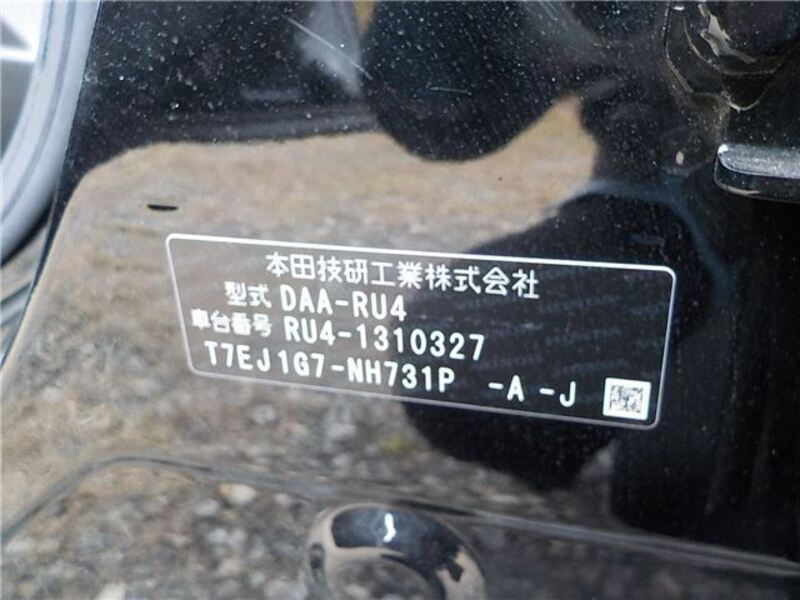 本田技研工業株式会社
型式 DAA-RU4
車台番号 RU4-1310327
T7EJ1G7-NH731P -A -J